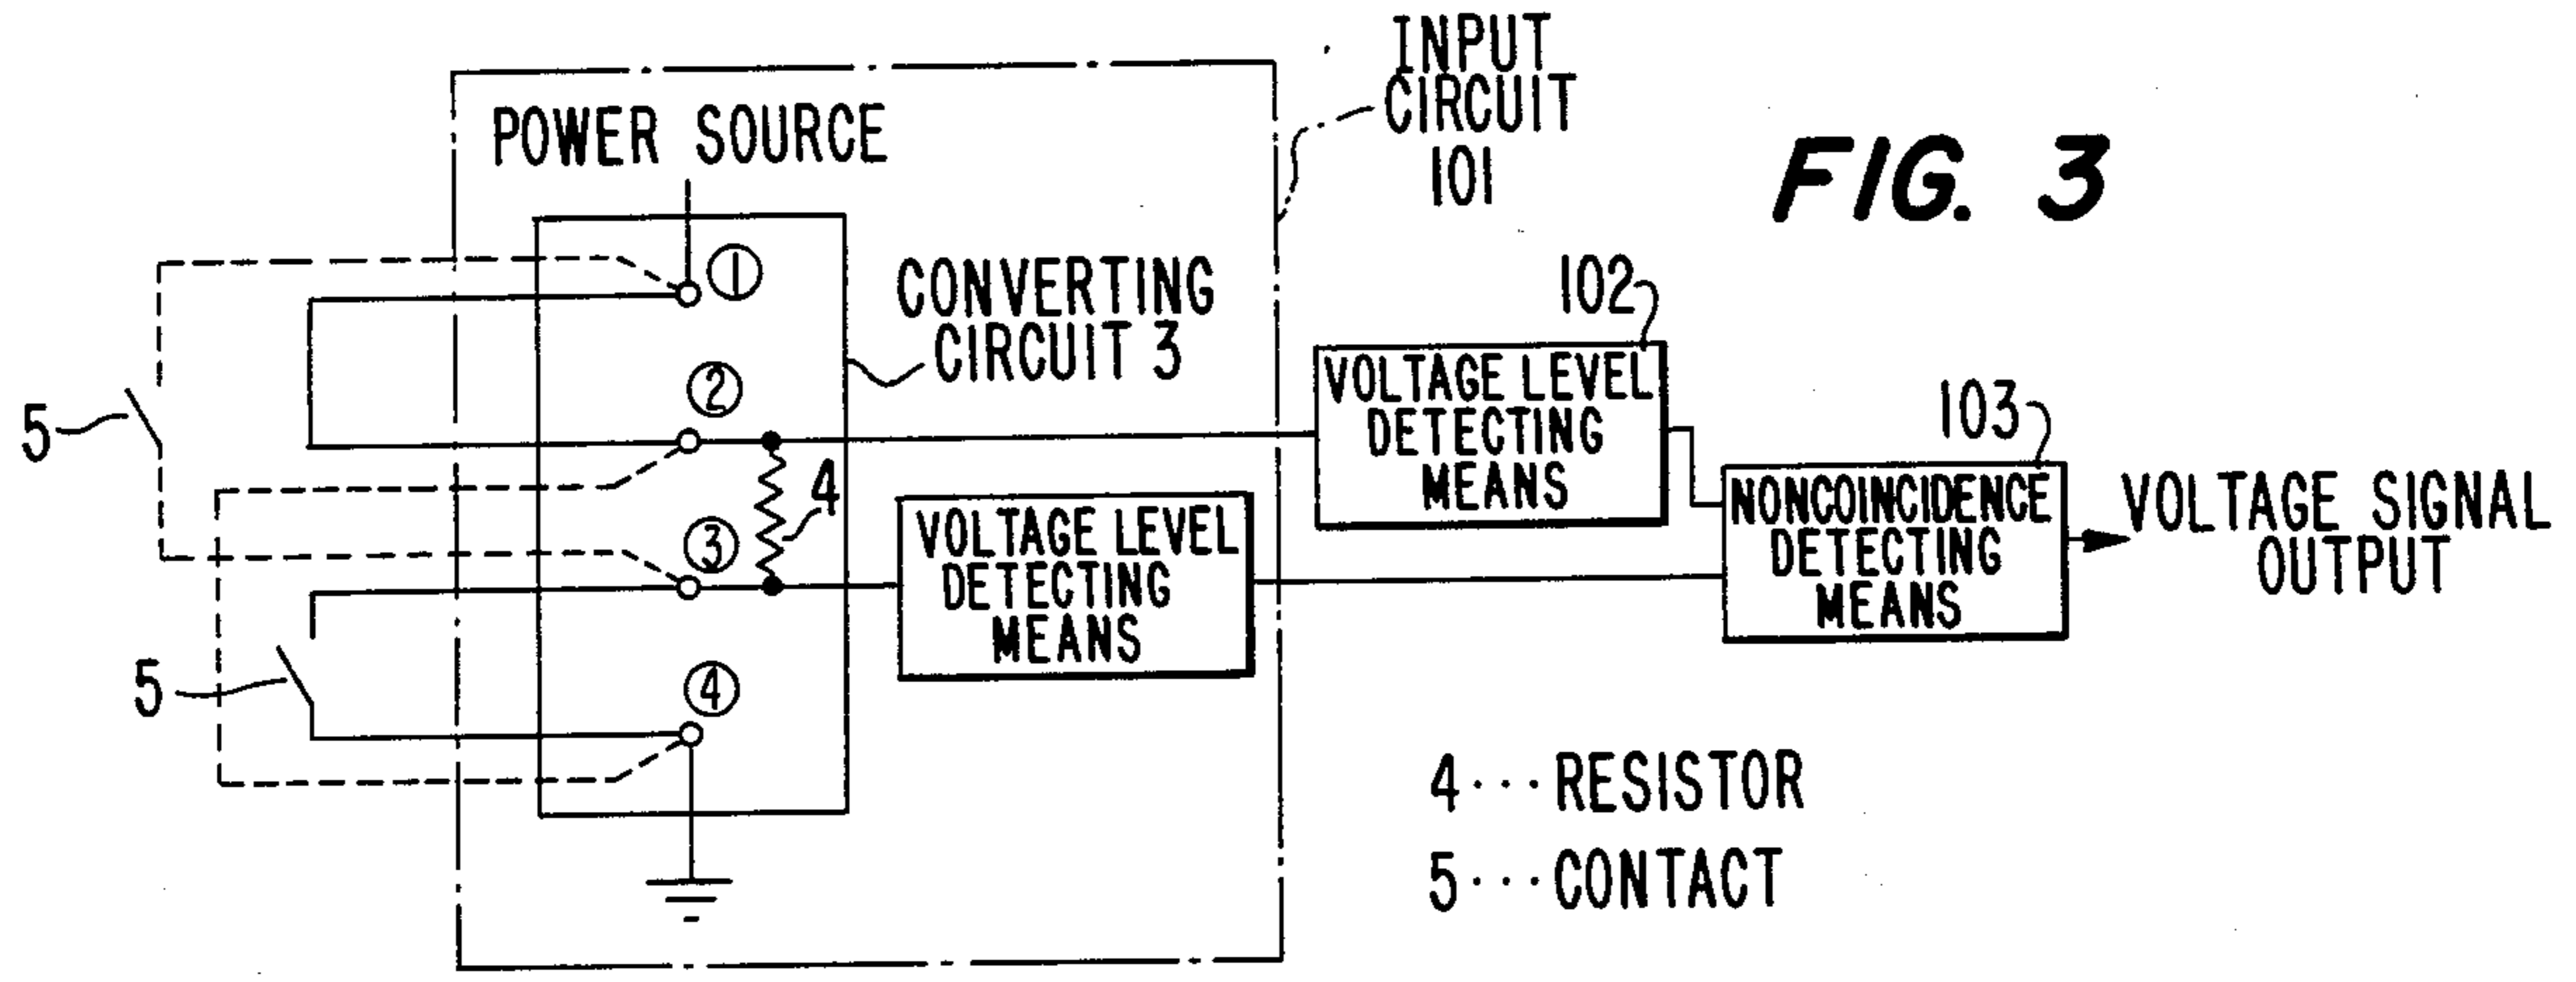 INPUT
CIRCUIT
101
FIG. 3
POWER SOURCE
①
CONVERTING
CIRCUIT 3
②
102
VOLTAGE LEVEL
DETECTING
MEANS
103
5
4
③
VOLTAGE LEVEL
DETECTING
MEANS
NONCOINCIDENCE
DETECTING
MEANS
VOLTAGE SIGNAL
OUTPUT
5
④
4···RESISTOR
5···CONTACT